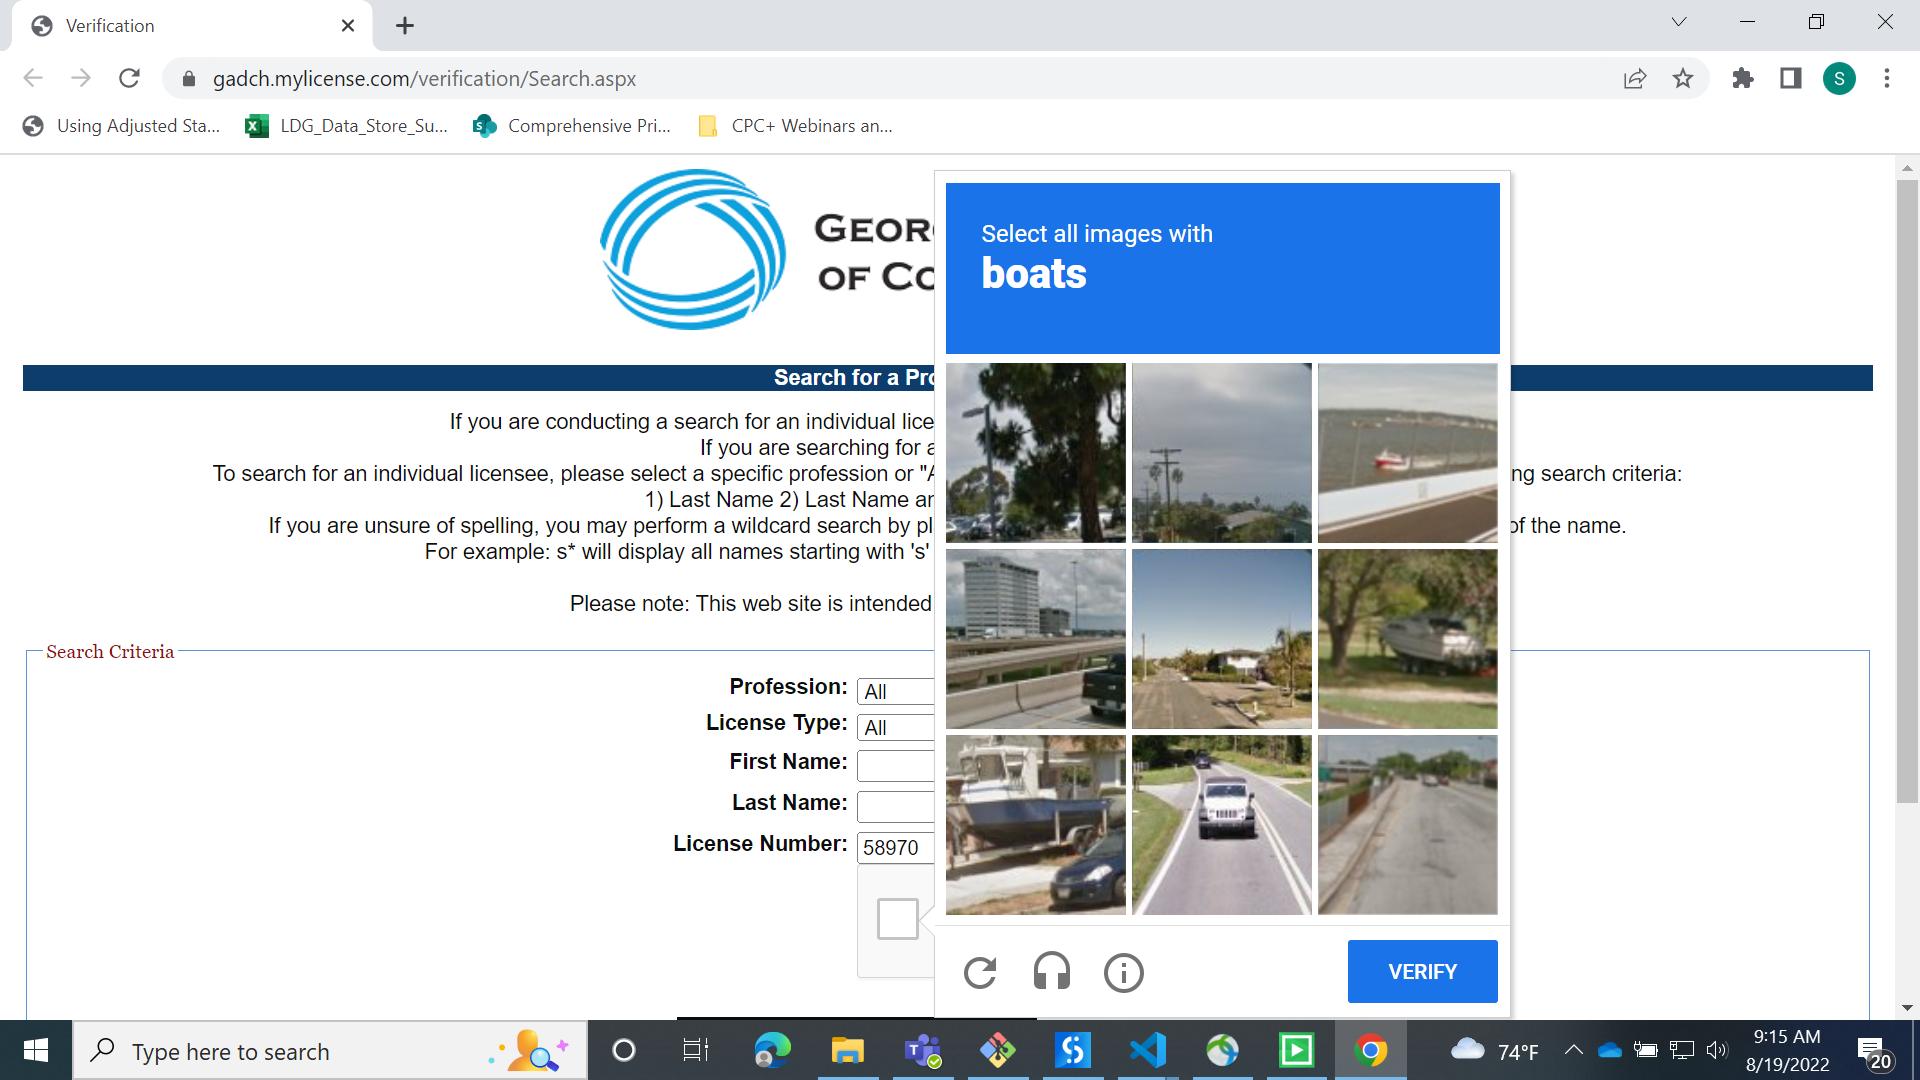 Verification
gadch.mylicense.com/verification/Search.aspx
S
Using Adjusted Sta...
LDG_Data_Store_Su...
Comprehensive Pri...
CPC+ Webinars an...
GEOR
OF CO
Select all images with
boats
Search for a Pro
If you are conducting a search for an individual lice
If you are searching for a
To search for an individual licensee, please select a specific profession or "A
ng search criteria:
1) Last Name 2) Last Name an
If you are unsure of spelling, you may perform a wildcard search by pl
of the name.
For example: s* will display all names starting with 's'
Please note: This web site is intended
Search Criteria
Profession: All
License Type: All
First Name:
Last Name:
License Number: 58970
VERIFY
Type here to search
74°F
9:15 AM
8/19/2022
20